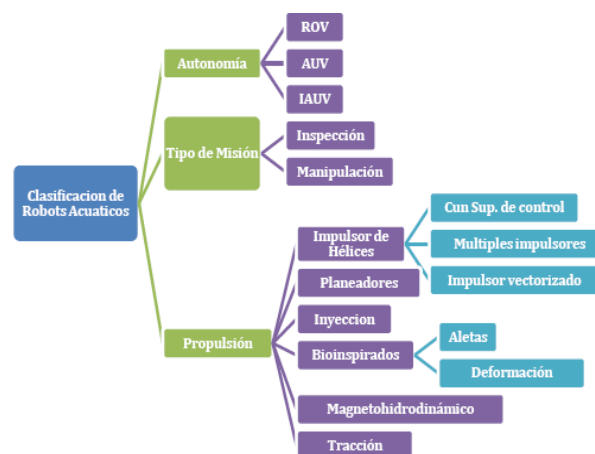 Clasificacion de
Robots Acuaticos
Autonomía
ROV
AUV
IAUV
Tipo de Misión
Inspección
Manipulación
Propulsión
Impulsor de
Hélices
Cun Sup. de control
Multiples impulsores
Impulsor vectorizado
Planeadores
Inyeccion
Bioinspirados
Aletas
Deformación
Magnetohidrodinámico
Tracción